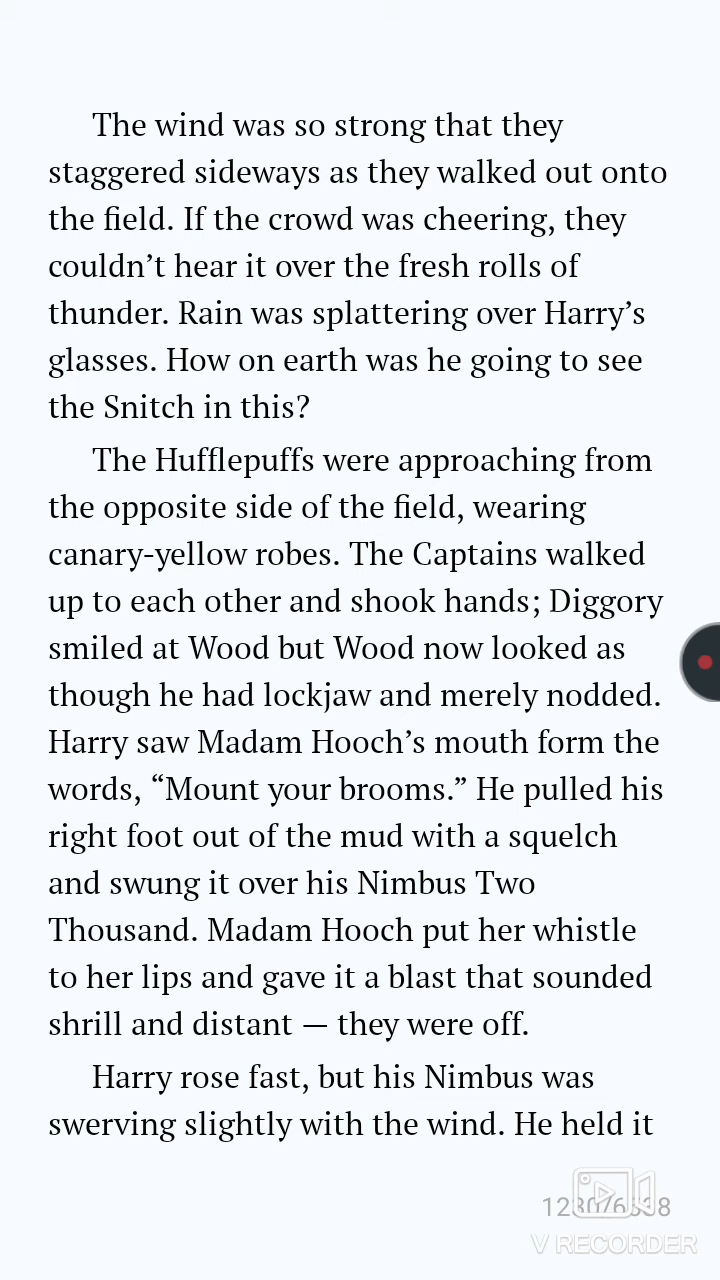 The wind was so strong that they
staggered sideways as they walked out onto
the field. If the crowd was cheering, they
couldn’t hear it over the fresh rolls of
thunder. Rain was splattering over Harry’s
glasses. How on earth was he going to see
the Snitch in this?
The Hufflepuffs were approaching from
the opposite side of the field, wearing
canary-yellow robes. The Captains walked
up to each other and shook hands; Diggory
smiled at Wood but Wood now looked as
though he had lockjaw and merely nodded.
Harry saw Madam Hooch’s mouth form the
words, “Mount your brooms.” He pulled his
right foot out of the mud with a squelch
and swung it over his Nimbus Two
Thousand. Madam Hooch put her whistle
to her lips and gave it a blast that sounded
shrill and distant — they were off.
Harry rose fast, but his Nimbus was
swerving slightly with the wind. He held it
V RECORDER